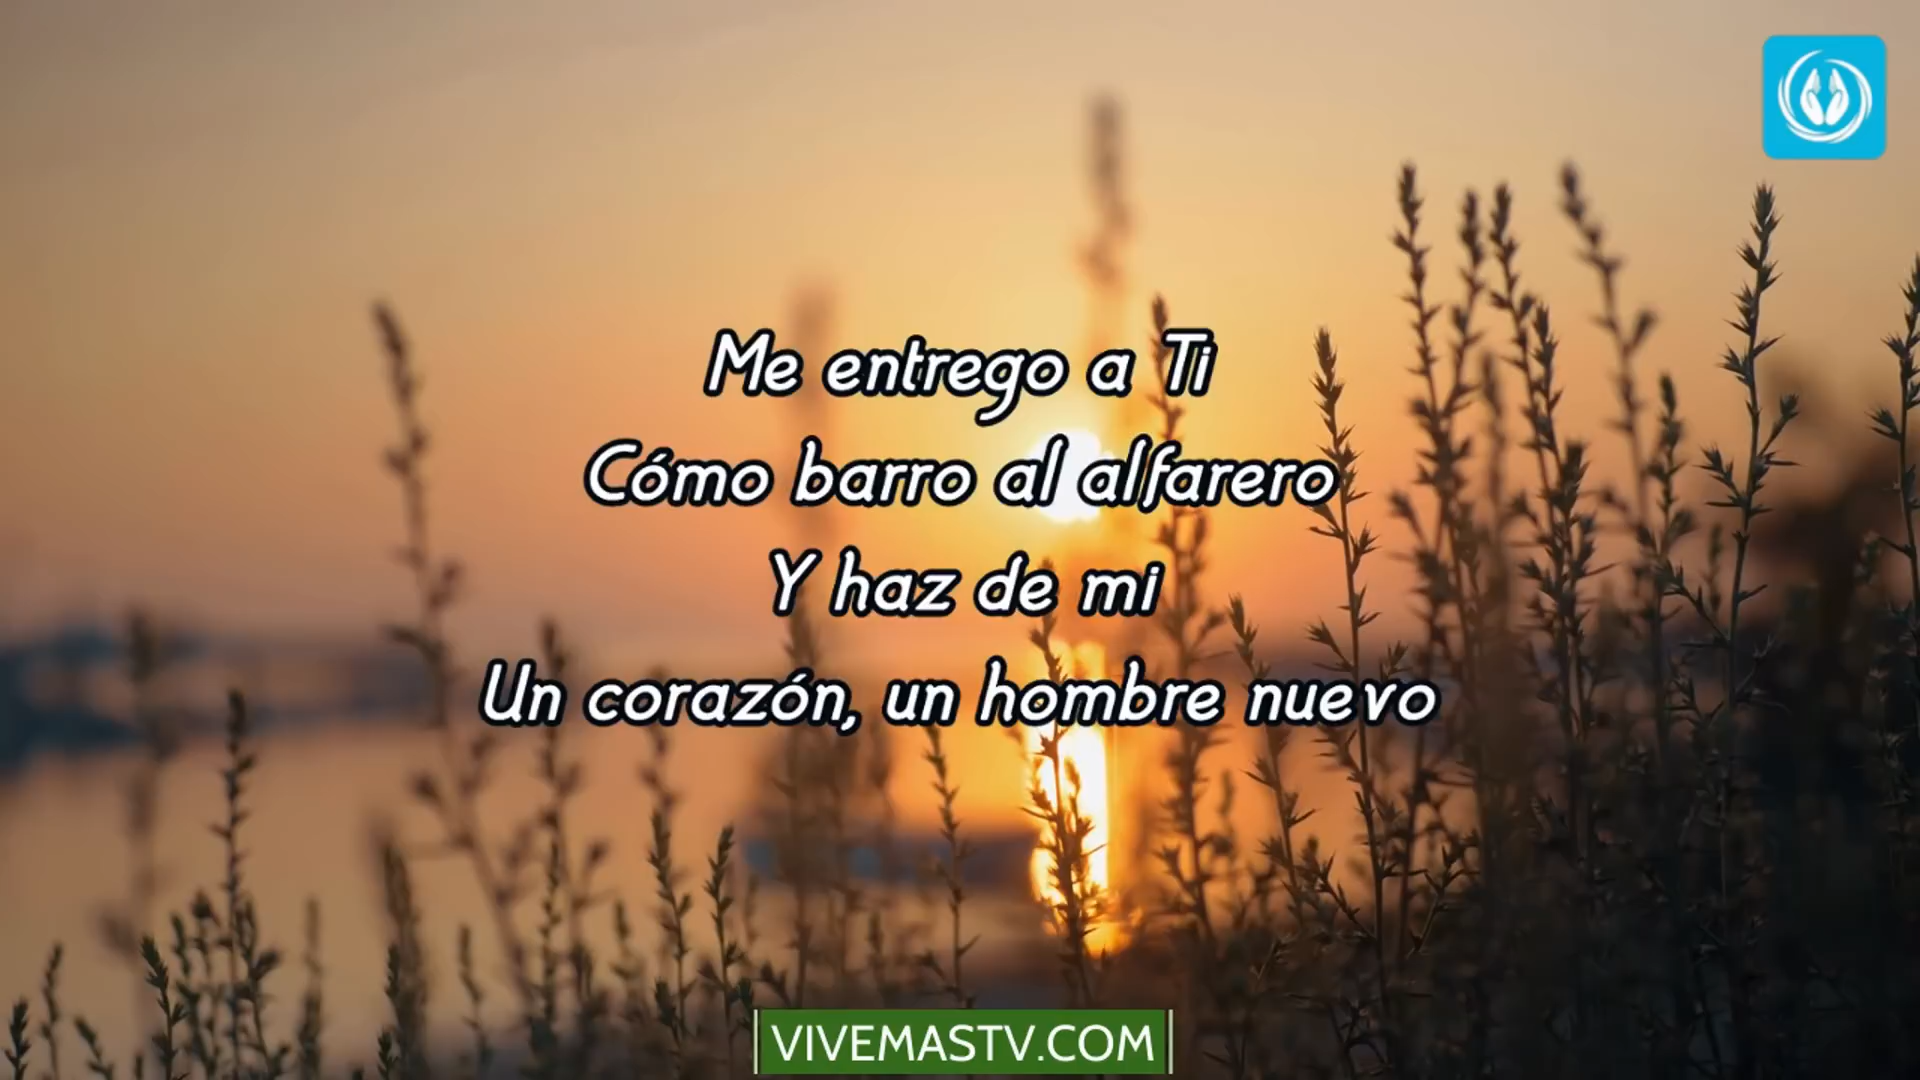 Me entrego a Ti
Cómo barro al alfarero
Y haz de mi
Un corazón, un hombre nuevo
VIVEMASTV.COM